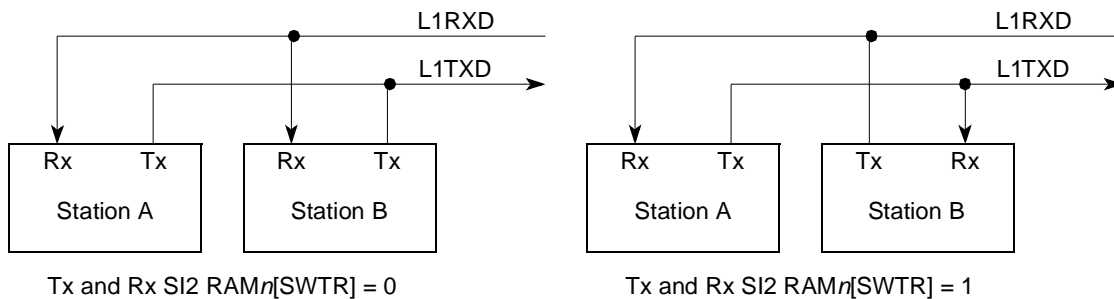 L1RXD
L1TXD
Rx Tx
Station A
Rx Tx
Station B
Tx and Rx SI2 RAMn[SWTR] = 0
L1RXD
L1TXD
Rx Tx
Station A
Tx Rx
Station B
Tx and Rx SI2 RAMn[SWTR] = 1